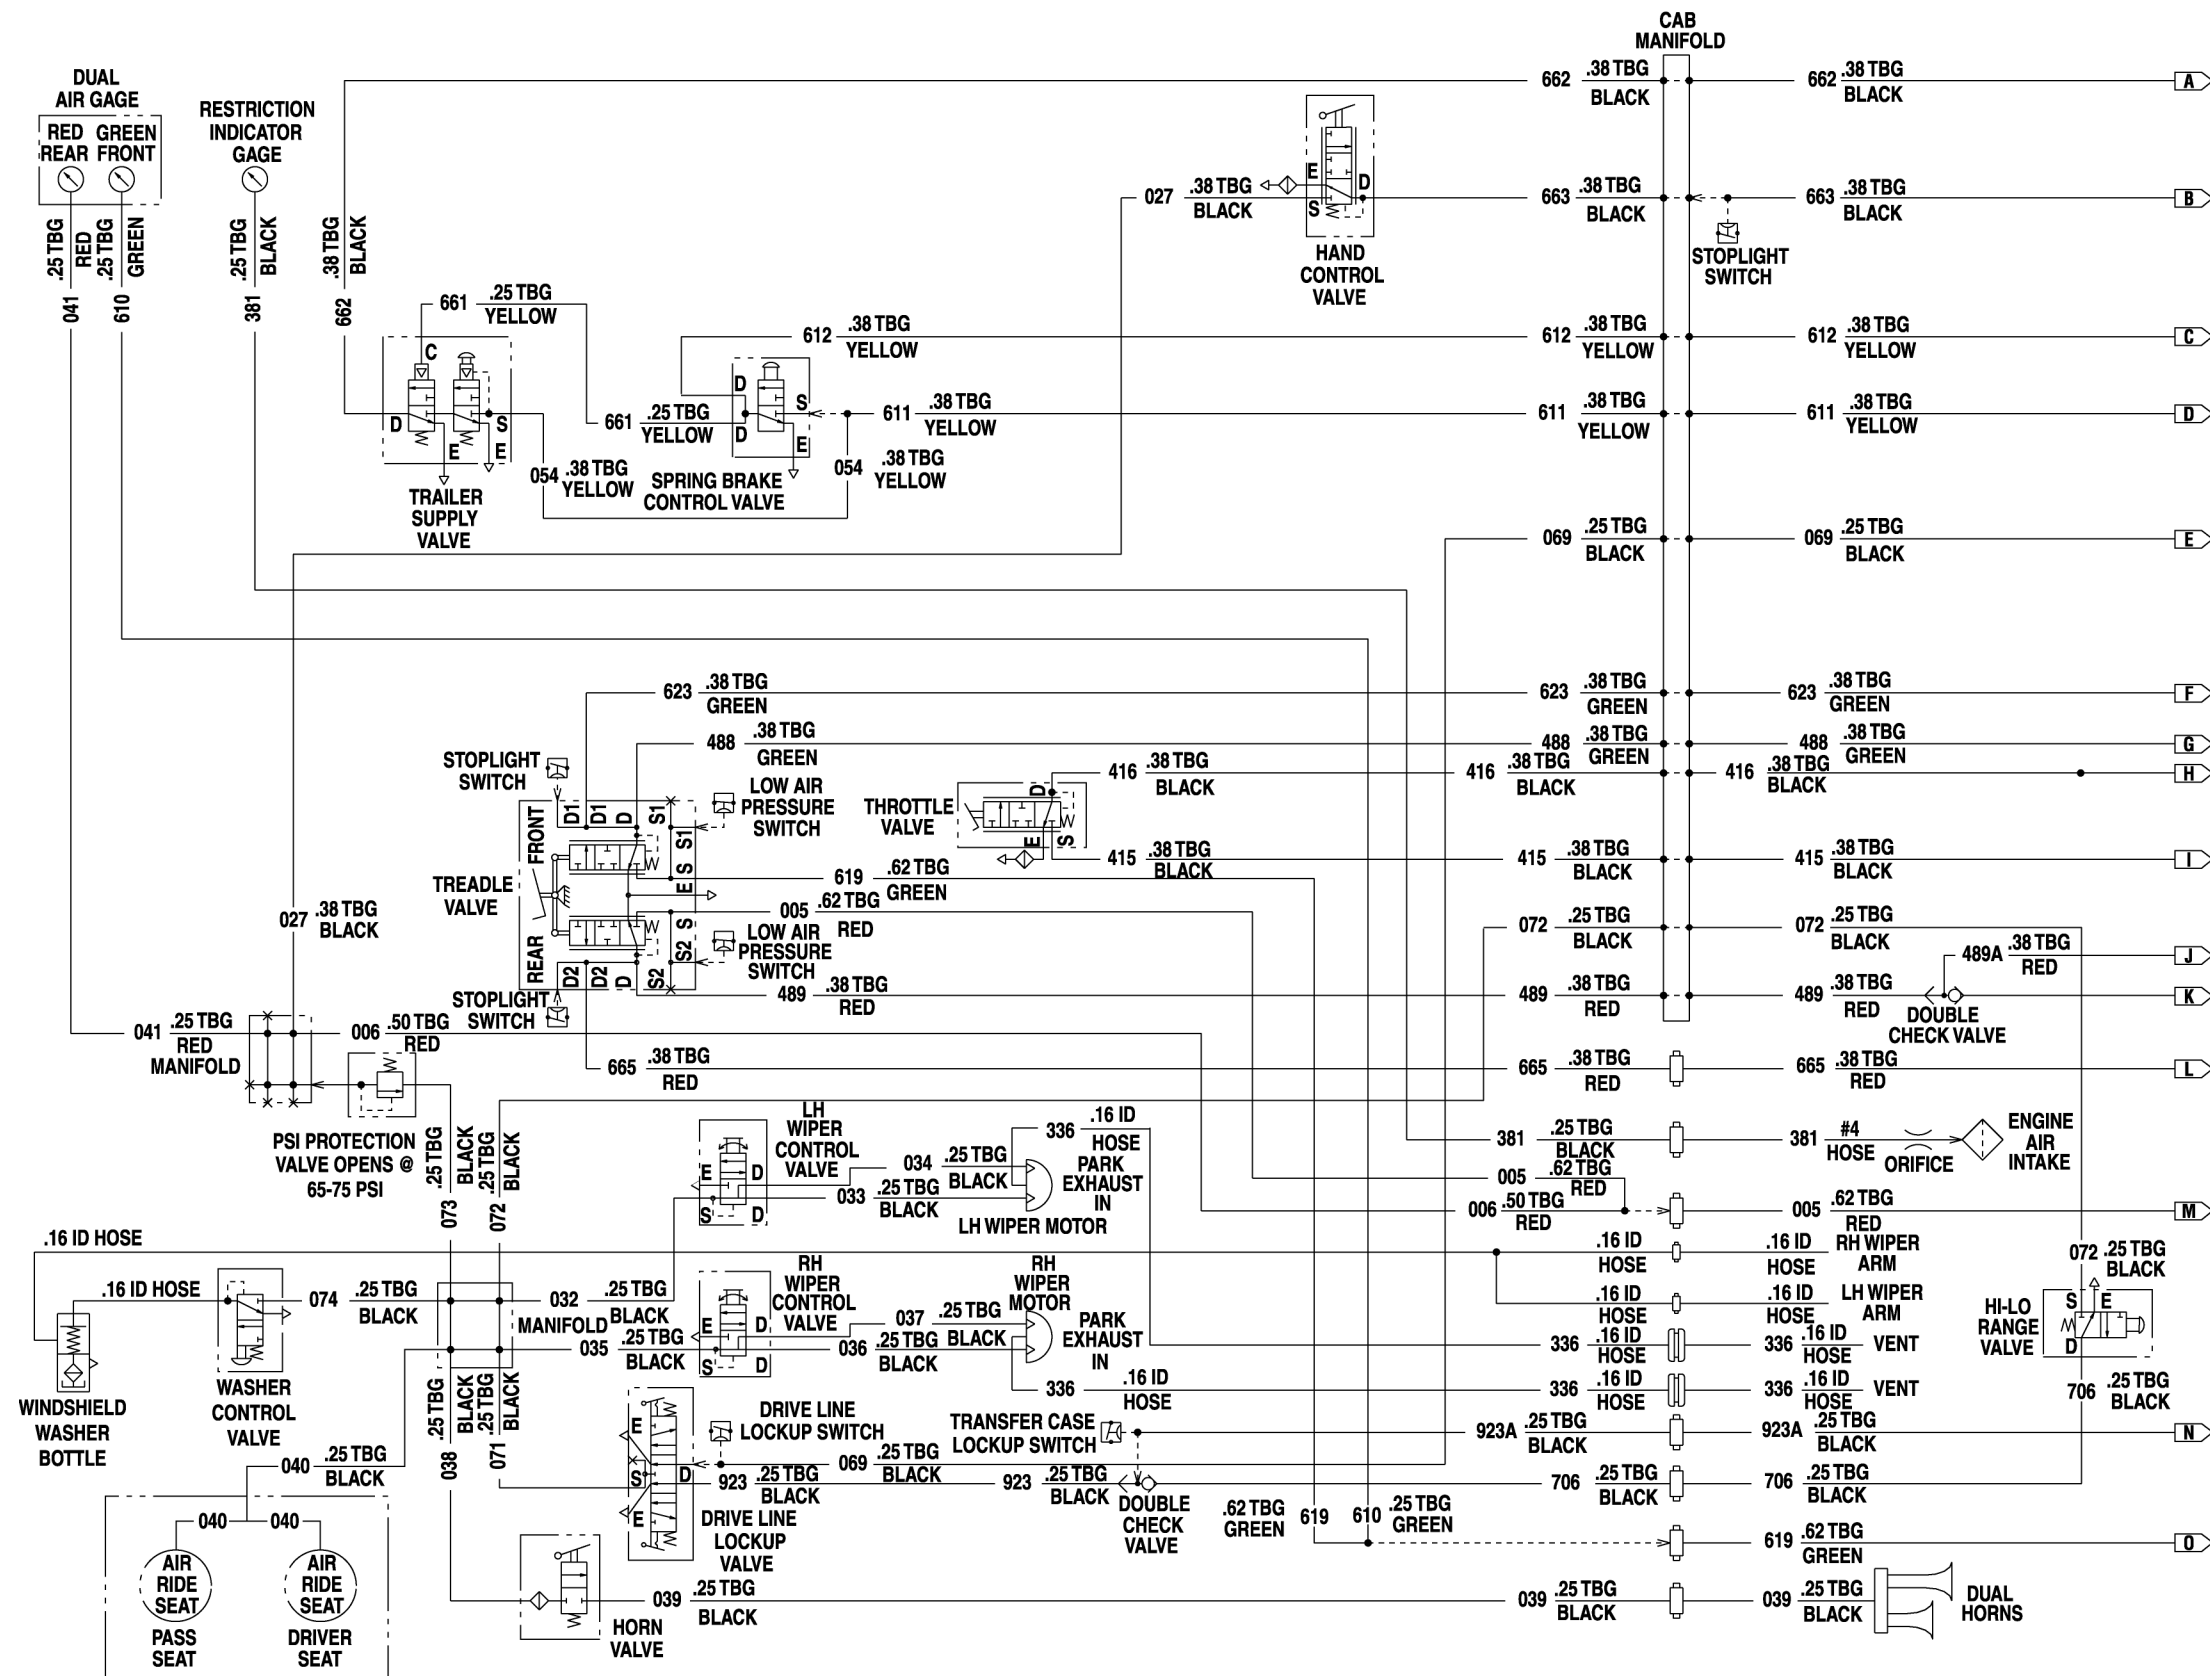 CAB
MANIFOLD
DUAL
AIR GAGE
RED
REAR
GREEN
FRONT
RESTRICTION
INDICATOR
GAGE
.25 TBG
RED
041
.25 TBG
GREEN
610
.25 TBG
BLACK
381
.38 TBG
BLACK
662
662 .38 TBG
BLACK
662 .38 TBG
BLACK
A
027 .38 TBG
BLACK
E
D
S
HAND
CONTROL
VALVE
663 .38 TBG
BLACK
663 .38 TBG
BLACK
B
STOPLIGHT
SWITCH
661 .25 TBG
YELLOW
C
D
S
E
E
TRAILER
SUPPLY
VALVE
612 .38 TBG
YELLOW
612 .38 TBG
YELLOW
612 .38 TBG
YELLOW
C
661 .25 TBG
YELLOW
D
D
S
E
SPRING BRAKE
CONTROL VALVE
611 .38 TBG
YELLOW
611 .38 TBG
YELLOW
611 .38 TBG
YELLOW
D
054 .38 TBG
YELLOW
054 .38 TBG
YELLOW
069 .25 TBG
BLACK
069 .25 TBG
BLACK
E
623 .38 TBG
GREEN
623 .38 TBG
GREEN
623 .38 TBG
GREEN
F
488 .38 TBG
GREEN
488 .38 TBG
GREEN
488 .38 TBG
GREEN
G
STOPLIGHT
SWITCH
LOW AIR
PRESSURE
SWITCH
THROTTLE
VALVE
D
E
S
416 .38 TBG
BLACK
416 .38 TBG
BLACK
416 .38 TBG
BLACK
H
415 .38 TBG
BLACK
415 .38 TBG
BLACK
415 .38 TBG
BLACK
I
TREADLE
VALVE
FRONT
REAR
D1
D1
D
S1
S1
S
E
S
S2
D2
D2
D
S2
619 .62 TBG
GREEN
005 .62 TBG
RED
LOW AIR
PRESSURE
SWITCH
027 .38 TBG
BLACK
072 .25 TBG
BLACK
072 .25 TBG
BLACK
489A .38 TBG
RED
J
STOPLIGHT
SWITCH
489 .38 TBG
RED
489 .38 TBG
RED
489 .38 TBG
RED
K
DOUBLE
CHECK VALVE
041 .25 TBG
RED
MANIFOLD
006 .50 TBG
RED
665 .38 TBG
RED
665 .38 TBG
RED
665 .38 TBG
RED
L
PSI PROTECTION
VALVE OPENS @
65-75 PSI
.25 TBG
BLACK
073
.25 TBG
BLACK
072
LH
WIPER
CONTROL
VALVE
E
D
S
D
034 .25 TBG
BLACK
033 .25 TBG
BLACK
336 .16 ID
HOSE
PARK
EXHAUST
IN
LH WIPER MOTOR
381 .25 TBG
BLACK
381 #4
HOSE
ORIFICE
ENGINE
AIR
INTAKE
005 .62 TBG
RED
006 .50 TBG
RED
005 .62 TBG
RED
M
.16 ID HOSE
.16 ID
HOSE
.16 ID
HOSE
RH WIPER
ARM
.16 ID
HOSE
.16 ID
HOSE
LH WIPER
ARM
072 .25 TBG
BLACK
S
E
D
HI-LO
RANGE
VALVE
706 .25 TBG
BLACK
.16 ID HOSE
074 .25 TBG
BLACK
032 .25 TBG
BLACK
MANIFOLD
035 .25 TBG
BLACK
RH
WIPER
CONTROL
VALVE
E
D
S
D
037 .25 TBG
BLACK
036 .25 TBG
BLACK
RH
WIPER
MOTOR
PARK
EXHAUST
IN
336 .16 ID
HOSE
336 .16 ID
HOSE
336 .16 ID
HOSE
VENT
336 .16 ID
HOSE
336 .16 ID
HOSE
VENT
WINDSHIELD
WASHER
BOTTLE
WASHER
CONTROL
VALVE
.25 TBG
BLACK
038
.25 TBG
BLACK
071
040 .25 TBG
BLACK
E
S
D
E
DRIVE LINE
LOCKUP SWITCH
TRANSFER CASE
LOCKUP SWITCH
923A .25 TBG
BLACK
923A .25 TBG
BLACK
N
069 .25 TBG
BLACK
923 .25 TBG
BLACK
923 .25 TBG
BLACK
706 .25 TBG
BLACK
706 .25 TBG
BLACK
DRIVE LINE
LOCKUP
VALVE
DOUBLE
CHECK
VALVE
.62 TBG
GREEN
619
610 .25 TBG
GREEN
619 .62 TBG
GREEN
O
040
040
AIR
RIDE
SEAT
AIR
RIDE
SEAT
PASS
SEAT
DRIVER
SEAT
HORN
VALVE
039 .25 TBG
BLACK
039 .25 TBG
BLACK
039 .25 TBG
BLACK
DUAL
HORNS